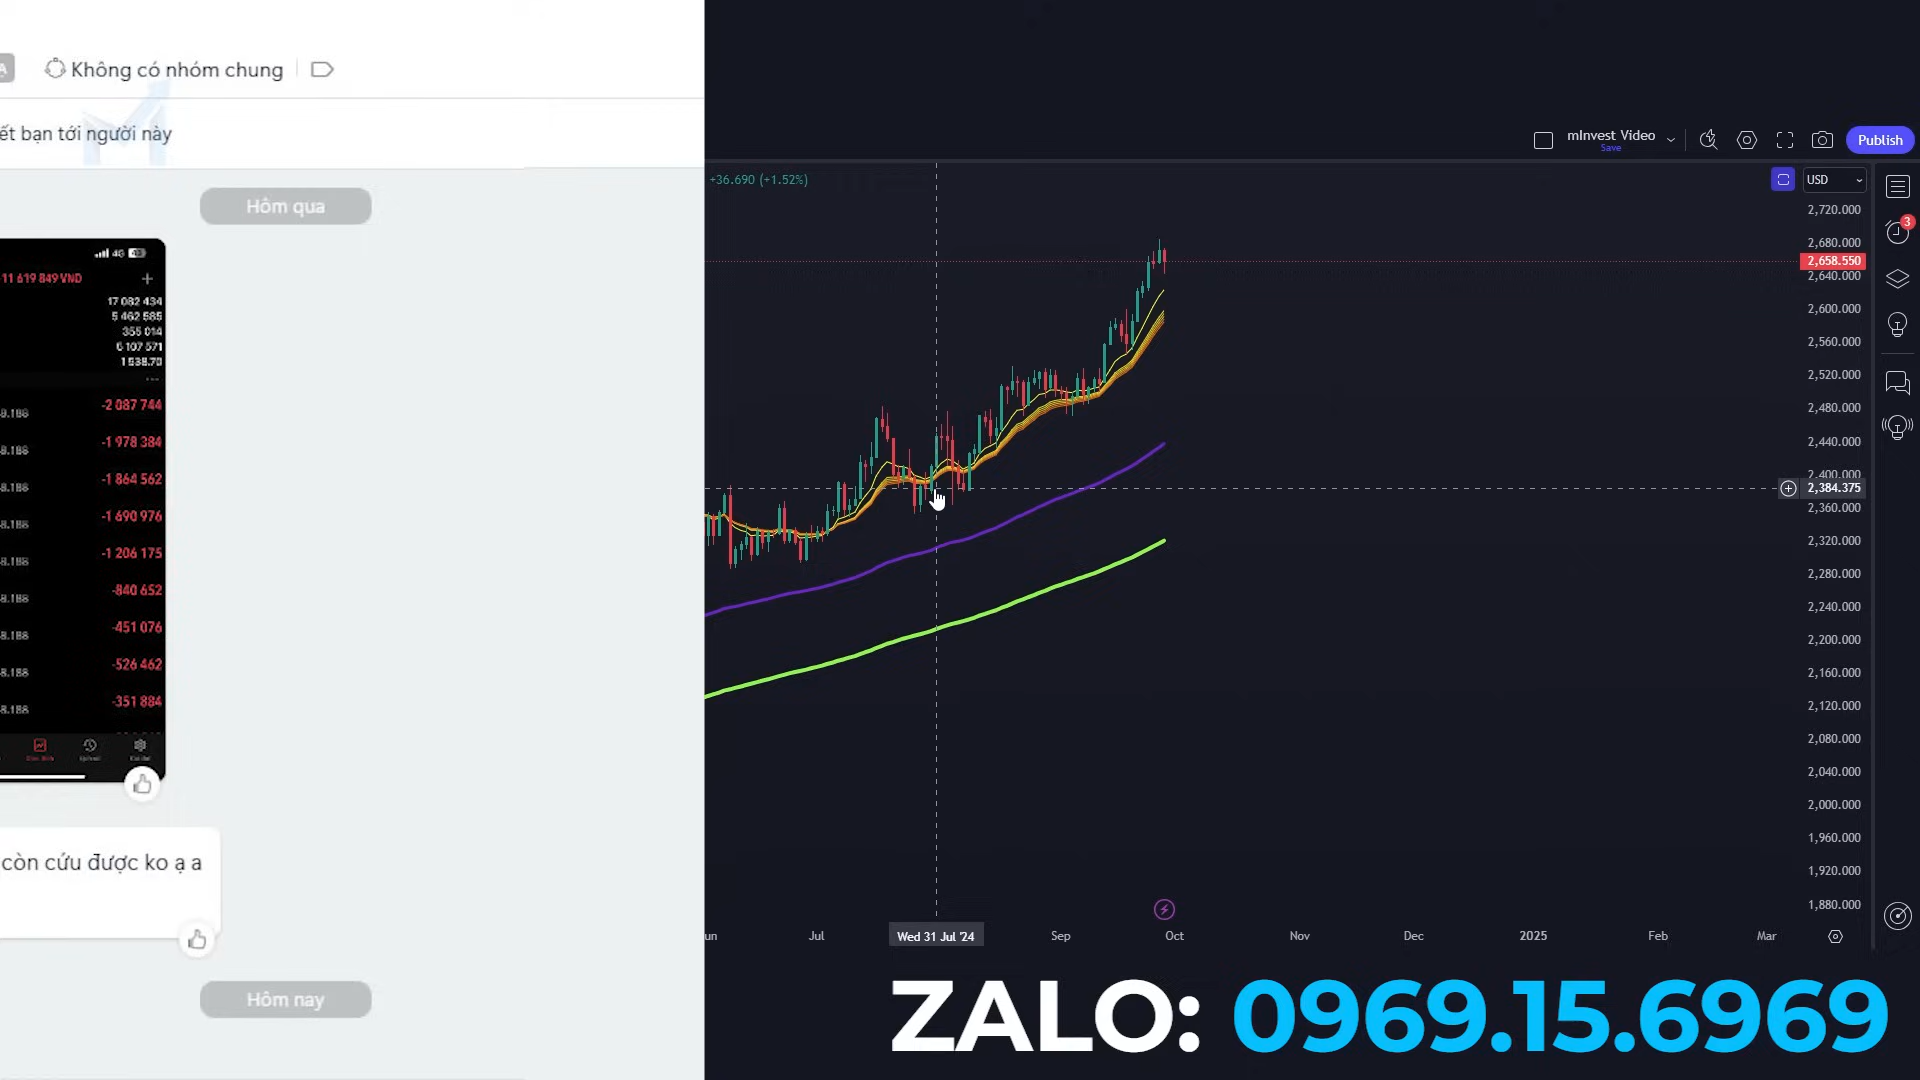 Không có nhóm chung
ết bạn tới người này
Hôm qua
4G
11 619 849 VND
17 082 434
5 462 585
355 014
6 107 571
1 538.70
-2 087 744
-1 978 384
-1 864 562
-1 690 976
-1 206 175
-840 652
-451 076
-526 462
-351 884
còn cứu được ko ạ a
Hôm nay
mInvest Video
Save
Publish
+36.690 (+1.52%)
USD
3
2,720.000
2,680.000
2,658.550
2,640.000
2,600.000
2,560.000
2,520.000
2,480.000
2,440.000
2,400.000
2,384.375
2,360.000
2,320.000
2,280.000
2,240.000
2,200.000
2,160.000
2,120.000
2,080.000
2,040.000
2,000.000
1,960.000
1,920.000
1,880.000
un Jul Wed 31 Jul '24 Sep Oct Nov Dec 2025 Feb Mar
ZALO: 0969.15.6969